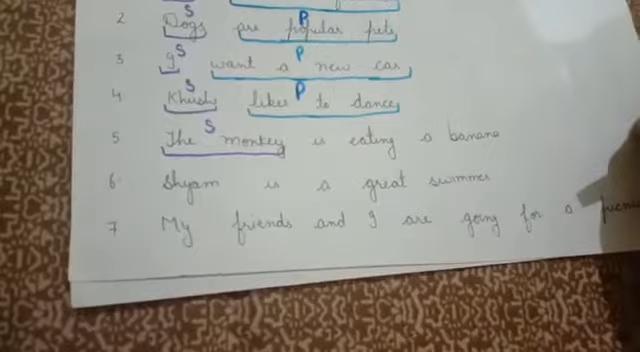 S P
2 Dogs are popular pets
S P
3 I want a new car
S P
4 Khushi likes to dance
S
5 The monkey is eating a banana
6 Shyam is a great swimmer
7 My friends and I are going for a picnic